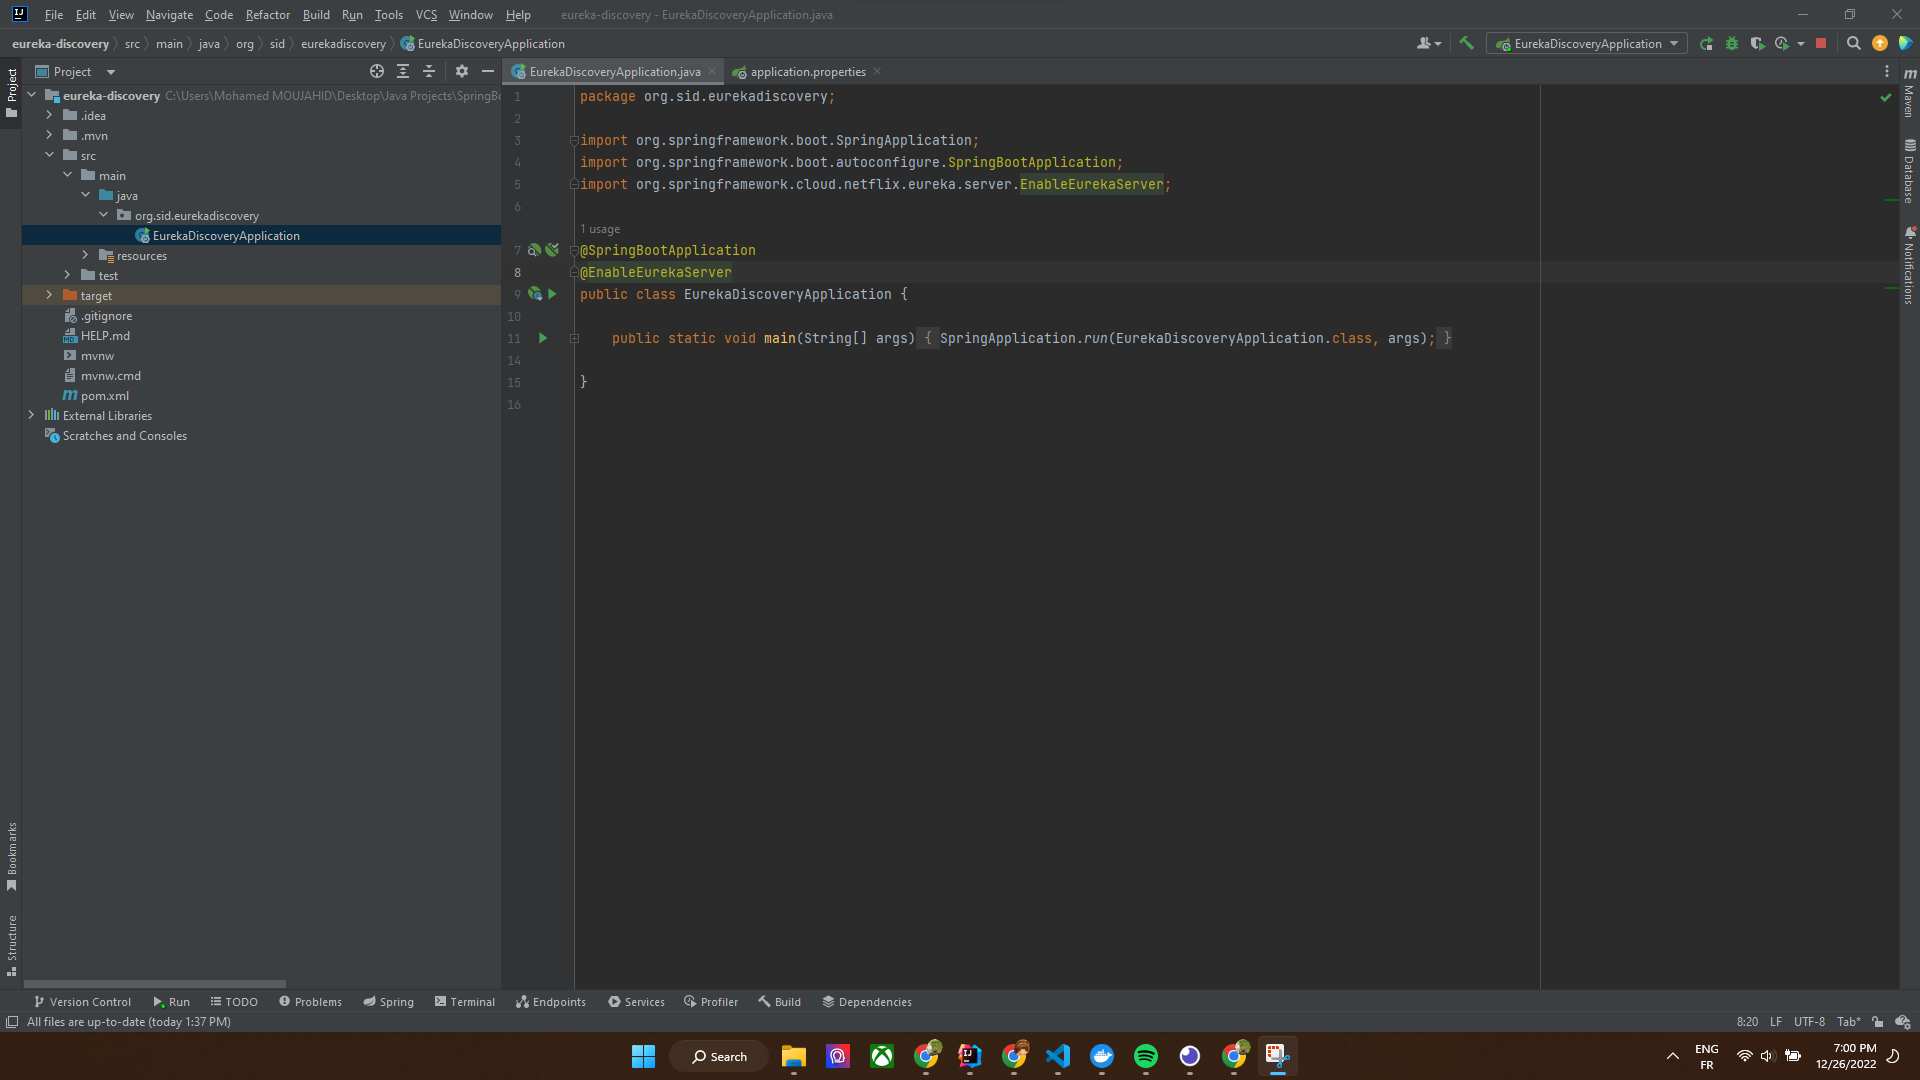 File Edit View Navigate Code Refactor Build Run Tools VCS Window Help eureka-discovery - EurekaDiscoveryApplication.java
eureka-discovery src main java org sid eurekadiscovery EurekaDiscoveryApplication
EurekaDiscoveryApplication
Project
EurekaDiscoveryApplication.java application.properties
Project
eureka-discovery C:\Users\Mohamed MOUJAHID\Desktop\Java Projects\SpringBo
.idea
.mvn
src
main
java
org.sid.eurekadiscovery
EurekaDiscoveryApplication
resources
test
target
.gitignore
HELP.md
mvnw
mvnw.cmd
pom.xml
External Libraries
Scratches and Consoles
Bookmarks
Structure
1 package org.sid.eurekadiscovery;
2
3 import org.springframework.boot.SpringApplication;
4 import org.springframework.boot.autoconfigure.SpringBootApplication;
5 import org.springframework.cloud.netflix.eureka.server.EnableEurekaServer;
6
1 usage
7 @SpringBootApplication
8 @EnableEurekaServer
9 public class EurekaDiscoveryApplication {
10
11 public static void main(String[] args) { SpringApplication.run(EurekaDiscoveryApplication.class, args); }
14
15 }
16
Maven
Database
Notifications
Version Control Run TODO Problems Spring Terminal Endpoints Services Profiler Build Dependencies
All files are up-to-date (today 1:37 PM)
8:20 LF UTF-8 Tab*
Search
ENG
FR
7:00 PM
12/26/2022